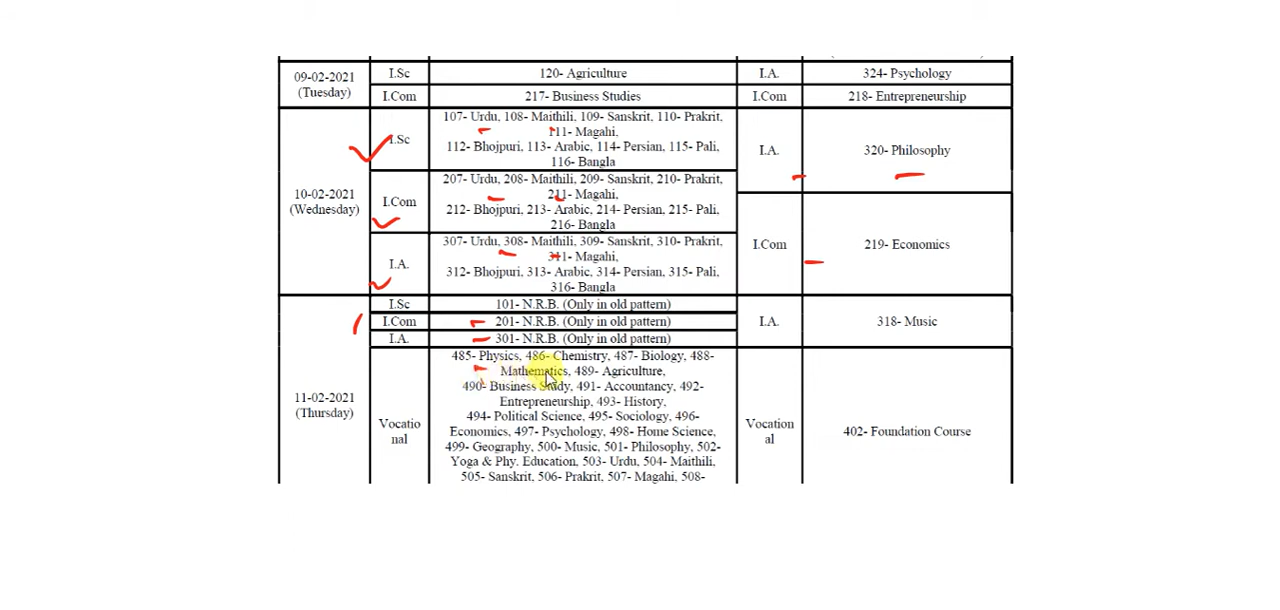 09-02-2021
(Tuesday)
I.Sc
120- Agriculture
I.A.
324- Psychology
I.Com
217- Business Studies
I.Com
218- Entrepreneurship
10-02-2021
(Wednesday)
I.Sc
107- Urdu, 108- Maithili, 109- Sanskrit, 110- Prakrit,
111- Magahi,
112- Bhojpuri, 113- Arabic, 114- Persian, 115- Pali,
116- Bangla
I.A.
320- Philosophy
I.Com
207- Urdu, 208- Maithili, 209- Sanskrit, 210- Prakrit,
211- Magahi,
212- Bhojpuri, 213- Arabic, 214- Persian, 215- Pali,
216- Bangla
I.Com
219- Economics
I.A.
307- Urdu, 308- Maithili, 309- Sanskrit, 310- Prakrit,
311- Magahi,
312- Bhojpuri, 313- Arabic, 314- Persian, 315- Pali,
316- Bangla
11-02-2021
(Thursday)
I.Sc
101- N.R.B. (Only in old pattern)
I.Com
201- N.R.B. (Only in old pattern)
I.A.
301- N.R.B. (Only in old pattern)
I.A.
318- Music
Vocatio
nal
485- Physics, 486- Chemistry, 487- Biology, 488-
Mathematics, 489- Agriculture,
490- Business Study, 491- Accountancy, 492-
Entrepreneurship, 493- History,
494- Political Science, 495- Sociology, 496-
Economics, 497- Psychology, 498- Home Science,
499- Geography, 500- Music, 501- Philosophy, 502-
Yoga & Phy. Education, 503- Urdu, 504- Maithili,
505- Sanskrit, 506- Prakrit, 507- Magahi, 508-
Vocation
al
402- Foundation Course